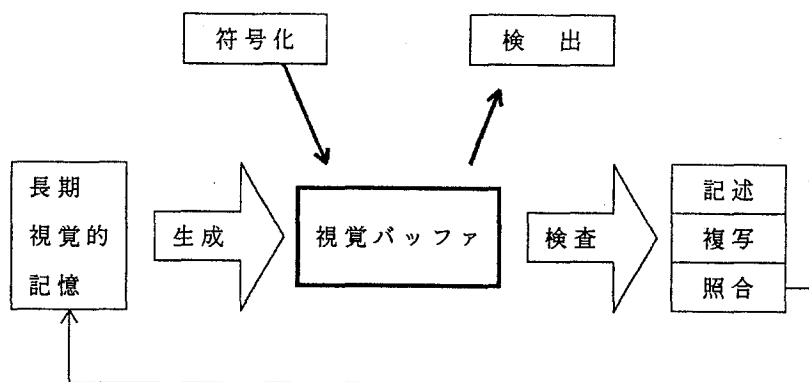 符号化
検出
長期
視覚的
記憶
生成
視覚バッファ
検査
記述
複写
照合